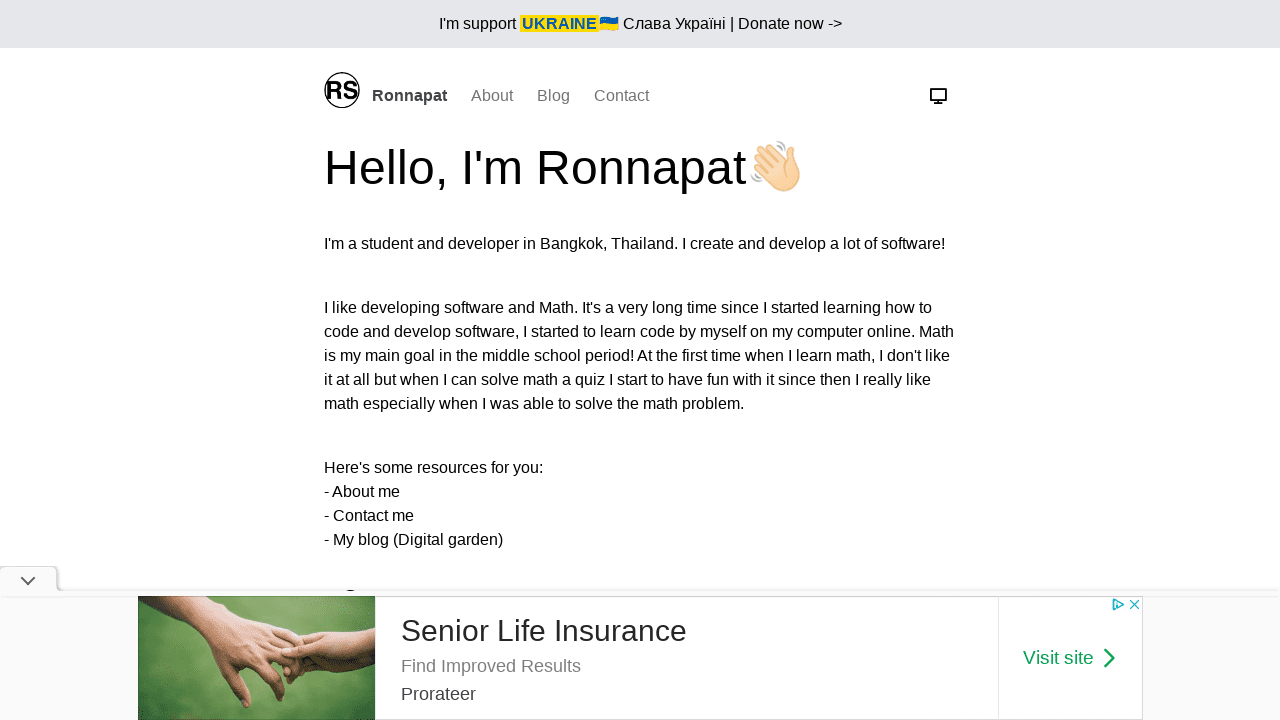 I'm support UKRAINE🇺🇦 Слава Україні | Donate now ->
RS Ronnapat About Blog Contact
Hello, I'm Ronnapat👋🏻
I'm a student and developer in Bangkok, Thailand. I create and develop a lot of software!
I like developing software and Math. It's a very long time since I started learning how to
code and develop software, I started to learn code by myself on my computer online. Math
is my main goal in the middle school period! At the first time when I learn math, I don't like
it at all but when I can solve math a quiz I start to have fun with it since then I really like
math especially when I was able to solve the math problem.
Here's some resources for you:
- About me
- Contact me
- My blog (Digital garden)
Senior Life Insurance
Find Improved Results
Prorateer
Visit site